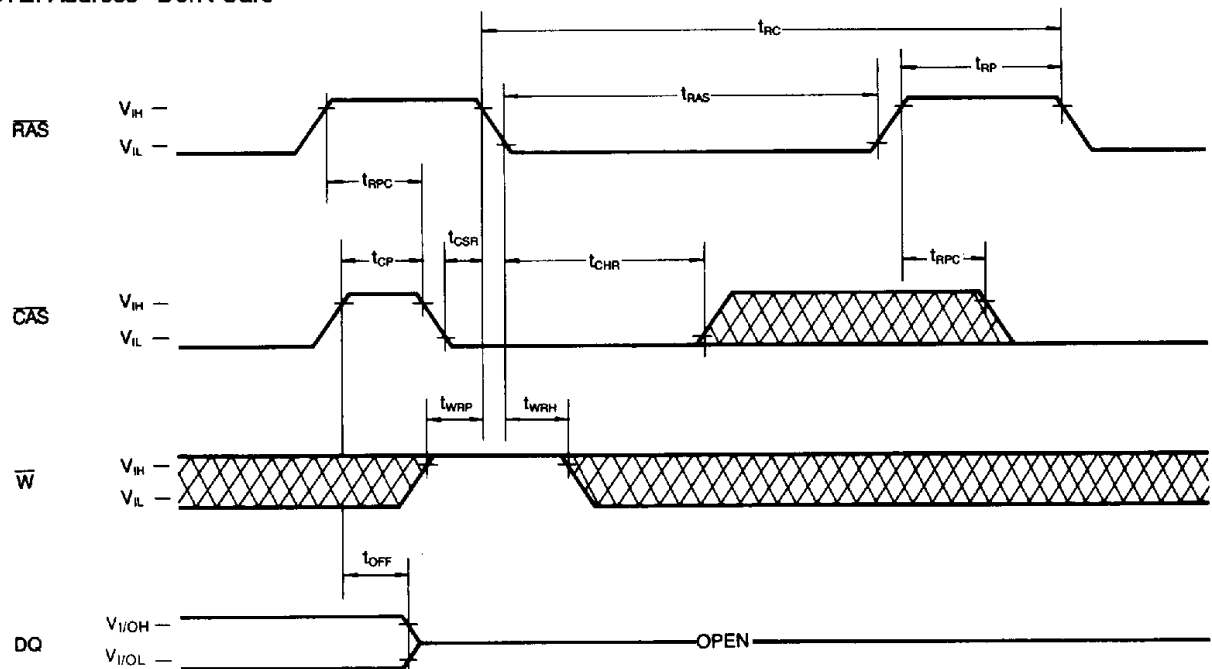 tRC
tRP
tRAS
RAS
VIH
VIL
tRPC
tCSR
tCP
tCHR
tRPC
CAS
VIH
VIL
tWRP
tWRH
W
VIH
VIL
tOFF
DQ
VI/OH
VI/OL
OPEN